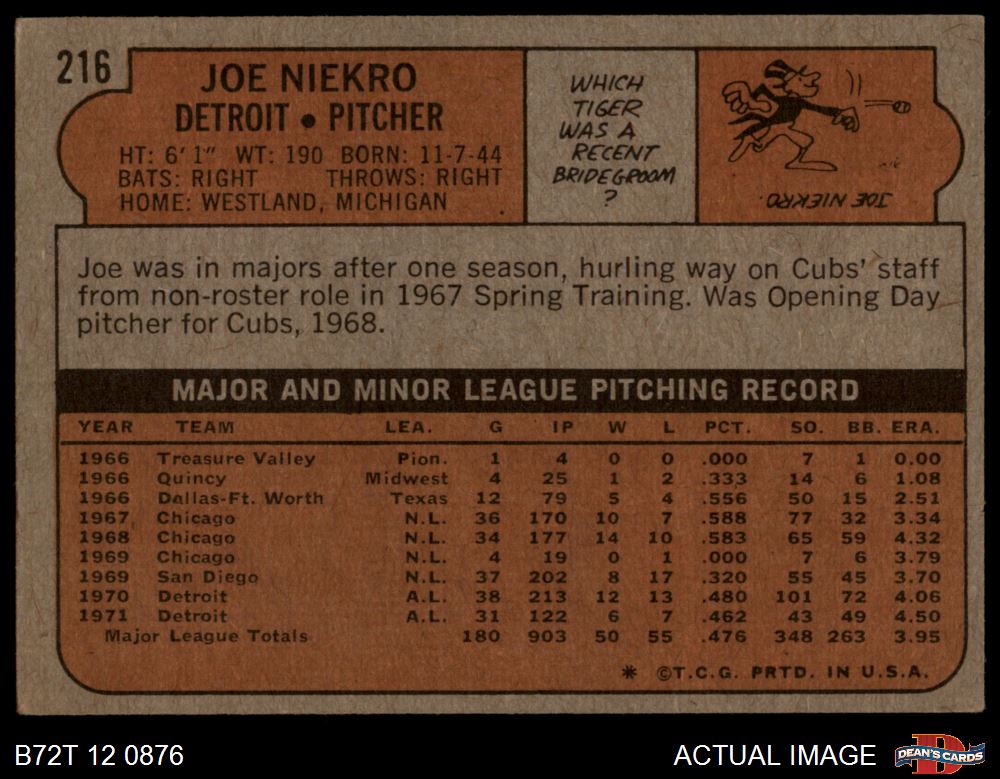 216
JOE NIEKRO
DETROIT • PITCHER
HT: 6' 1" WT: 190 BORN: 11-7-44
BATS: RIGHT THROWS: RIGHT
HOME: WESTLAND, MICHIGAN
WHICH
TIGER
WAS A
RECENT
BRIDEGROOM
?
JOE NIEKRO.
Joe was in majors after one season, hurling way on Cubs' staff
from non-roster role in 1967 Spring Training. Was Opening Day
pitcher for Cubs, 1968.
MAJOR AND MINOR LEAGUE PITCHING RECORD
YEAR TEAM LEA. G IP W L PCT. SO. BB. ERA.
1966 Treasure Valley Pion. 1 4 0 0 .000 7 1 0.00
1966 Quincy Midwest 4 25 1 2 .333 14 6 1.08
1966 Dallas-Ft. Worth Texas 12 79 5 4 .556 50 15 2.51
1967 Chicago N.L. 36 170 10 7 .588 77 32 3.34
1968 Chicago N.L. 34 177 14 10 .583 65 59 4.32
1969 Chicago N.L. 4 19 0 1 .000 7 6 3.79
1969 San Diego N.L. 37 202 8 17 .320 55 45 3.70
1970 Detroit A.L. 38 213 12 13 .480 101 72 4.06
1971 Detroit A.L. 31 122 6 7 .462 43 49 4.50
Major League Totals 180 903 50 55 .476 348 263 3.95
* ©T.C.G. PRTD. IN U.S.A.
B72T 12 0876
ACTUAL IMAGE
DEAN'S CARDS